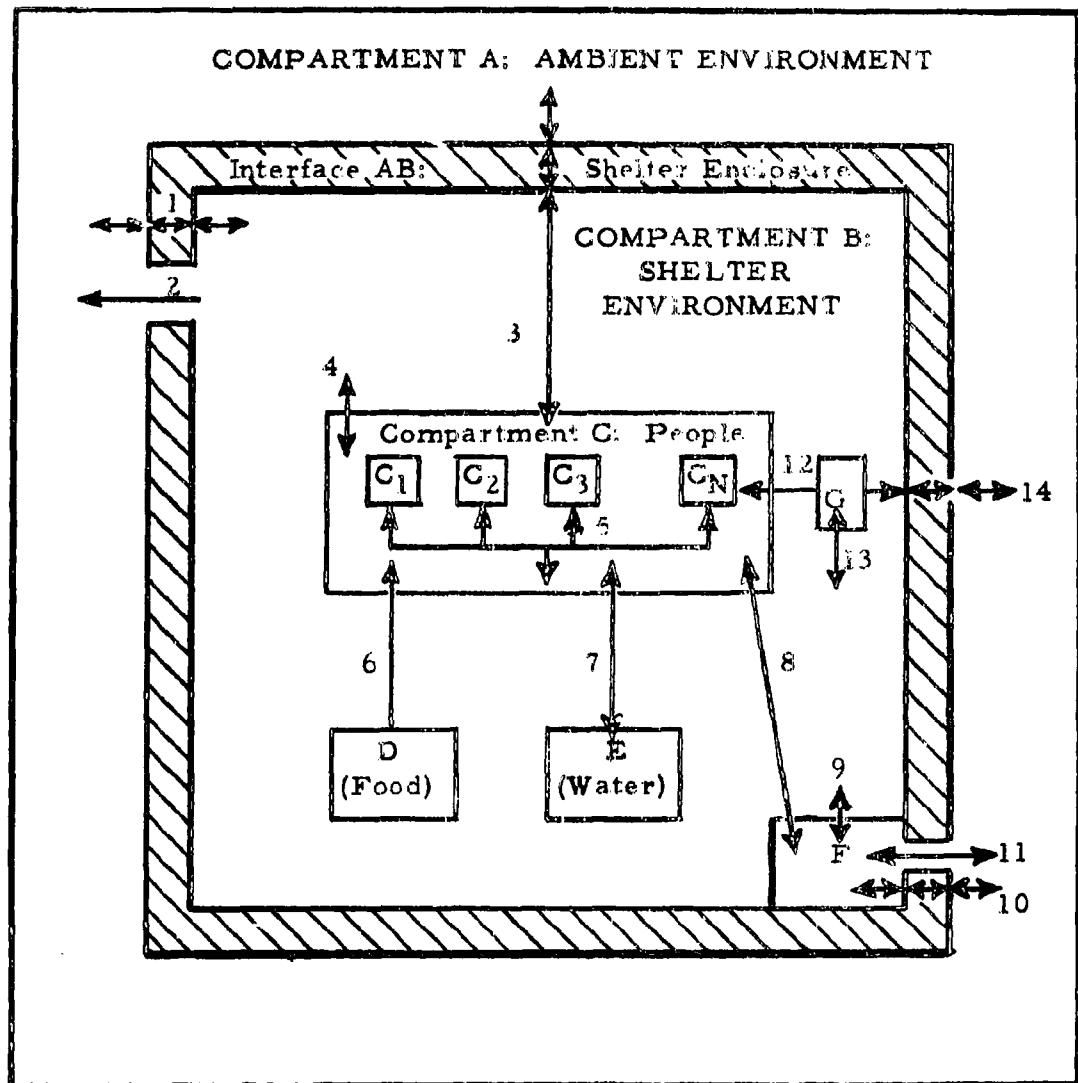 COMPARTMENT A: AMBIENT ENVIRONMENT
Interface AB: Shelter Enclosure
1
COMPARTMENT B:
SHELTER
ENVIRONMENT
2
3
4
Compartment C: People
C1 C2 C3 CN
12
G
14
5
13
6
7
8
D
(Food)
E
(Water)
9
F
11
10